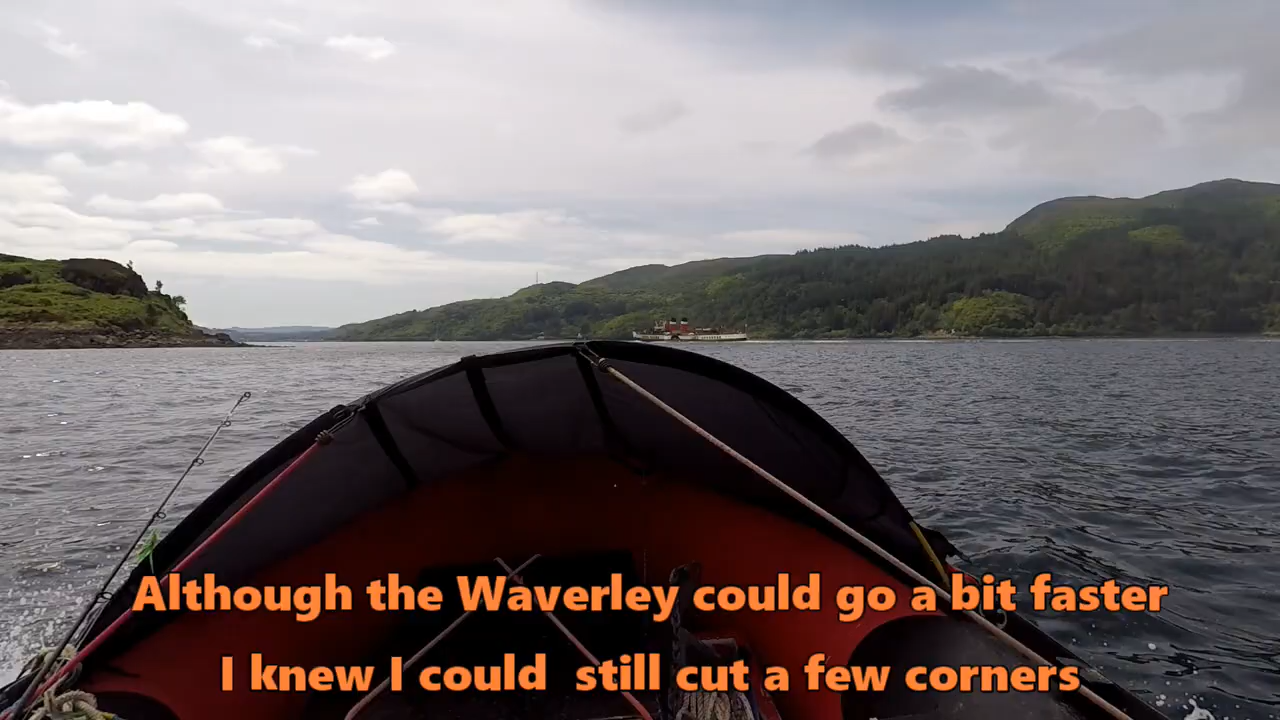 Although the Waverley could go a bit faster
I knew I could  still cut a few corners